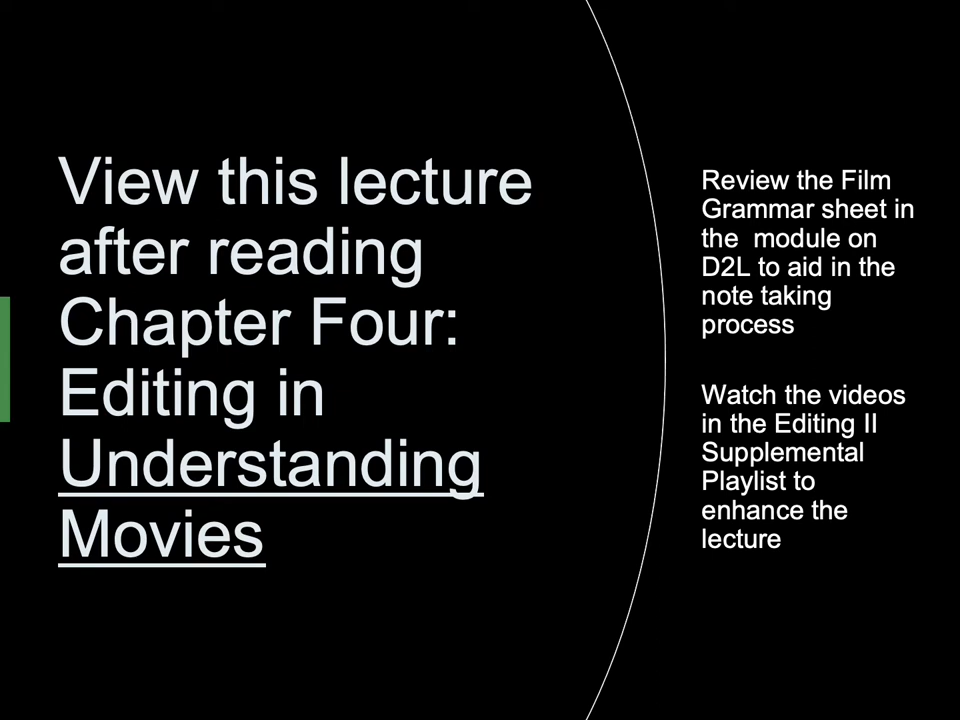 View this lecture
after reading
Chapter Four:
Editing in
Understanding
Movies
Review the Film
Grammar sheet in
the  module on
D2L to aid in the
note taking
process
Watch the videos
in the Editing II
Supplemental
Playlist to
enhance the
lecture